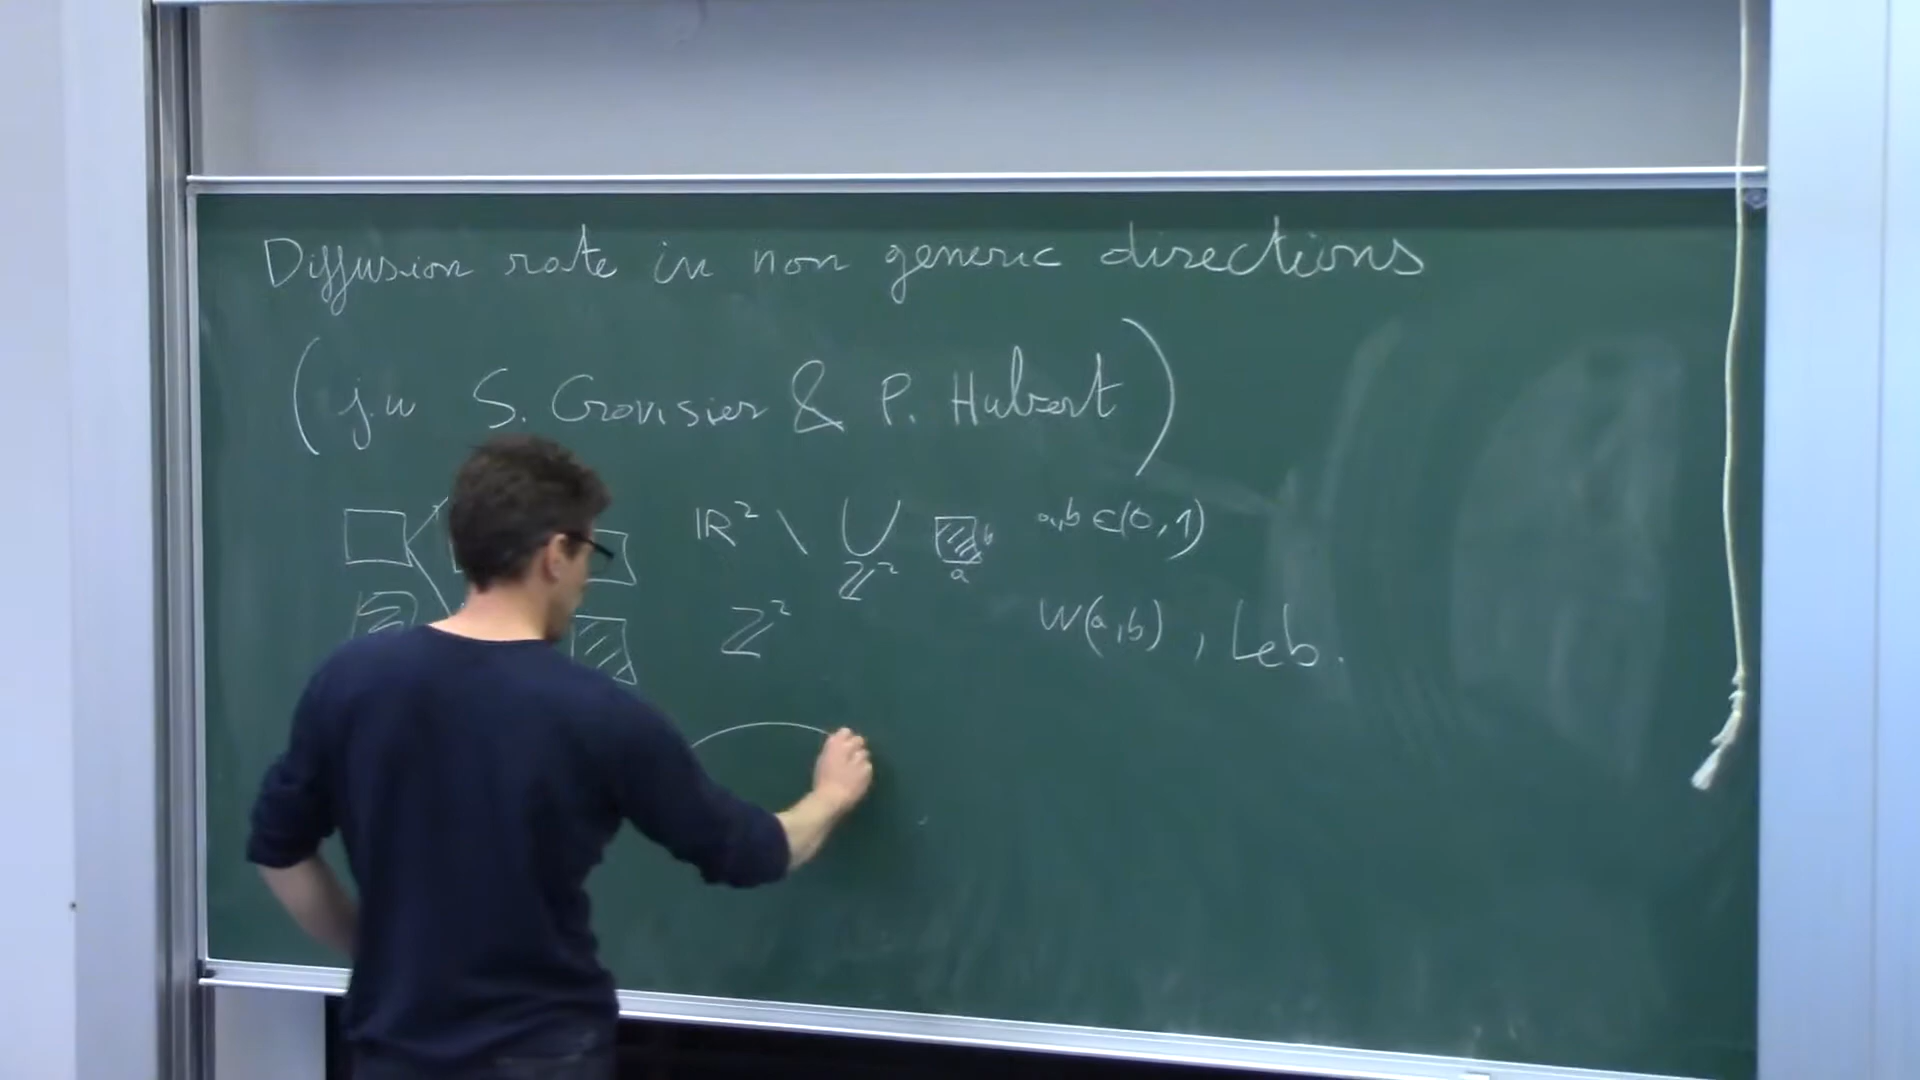 Diffusion rate in non generic directions
(j.w S. Crovisier & P. Hubert)
ℝ² \ ⋃ ℤ² a b a,b ∈ (0,1)
ℤ² W(a,b), Leb.